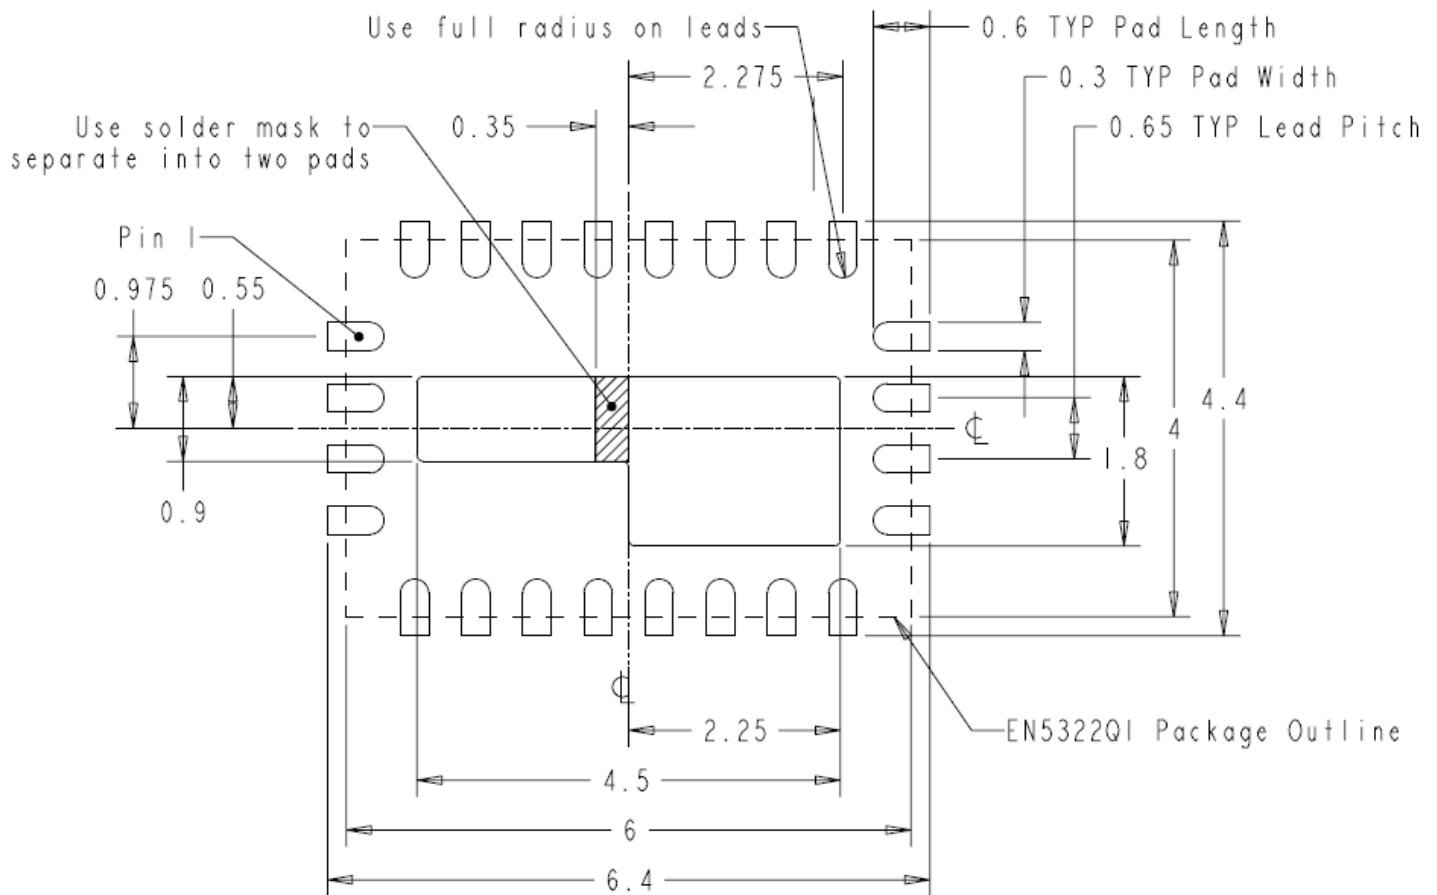 Use full radius on leads
0.6 TYP Pad Length
2.275
0.3 TYP Pad Width
Use solder mask to
separate into two pads
0.35
0.65 TYP Lead Pitch
Pin 1
0.975
0.55
4.4
4
1.8
0.9
2.25
EN5322QI Package Outline
4.5
6
6.4